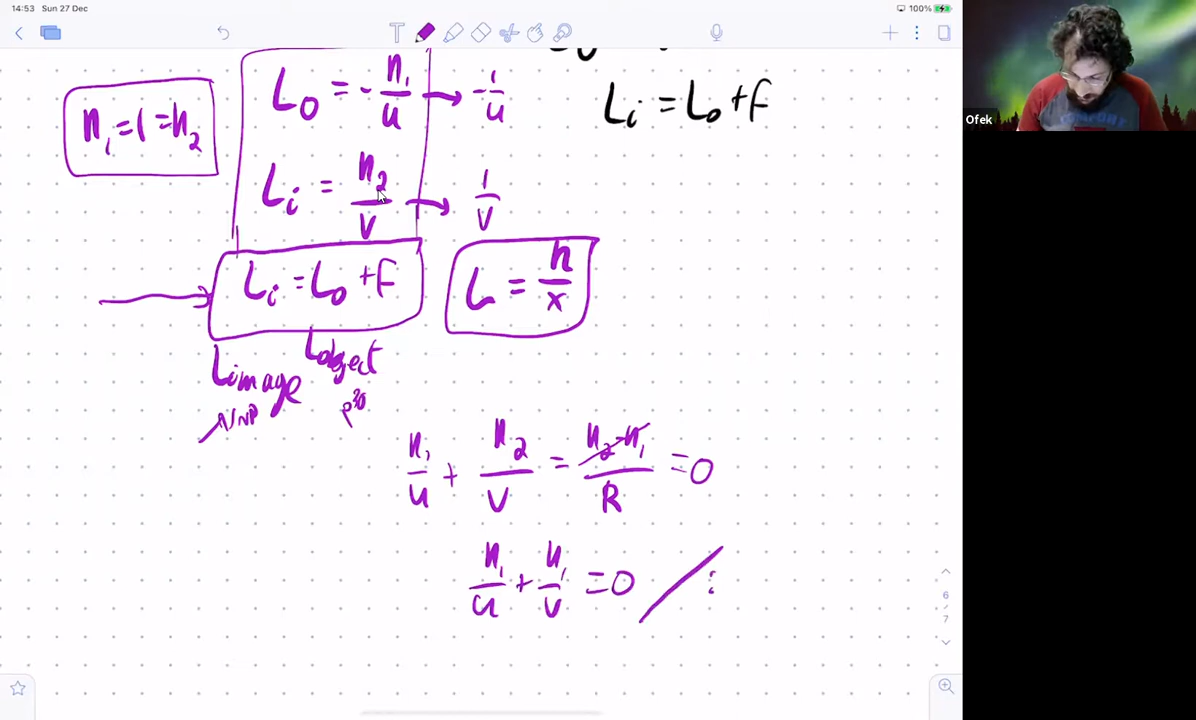 14:53 Sun 27 Dec
100%
T
Ofek
n₁ = 1 = n₂
L₀ = - n₁/u → - 1/u
Lᵢ = L₀ + F
Lᵢ = n₂/v → 1/v
Lᵢ = L₀ + F
L = n/x
Limage
Lobject
n₁/u + n₂/v = n₂-n₁/R = 0
n₁/u + n₁/v = 0 / :
6
/
7